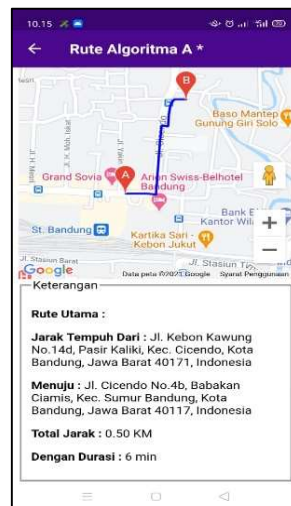 10.15
Rute Algoritma A *
B
Baso Mantep
Gunung Giri Solo
Jl. Cicendo
Grand Sovia
A
Arion Swiss-Belhotel
Bandung
St. Bandung
Kartika Sari -
Kebon Jukut
Bank
Kantor Wil
+
−
Jl. Stasiun Barat
Jl. Stasiun
Google
Data peta ©2021 Google
Syarat Penggunaan
Keterangan
Rute Utama :
Jarak Tempuh Dari : Jl. Kebon Kawung
No.14d, Pasir Kaliki, Kec. Cicendo, Kota
Bandung, Jawa Barat 40171, Indonesia
Menuju : Jl. Cicendo No.4b, Babakan
Ciamis, Kec. Sumur Bandung, Kota
Bandung, Jawa Barat 40117, Indonesia
Total Jarak : 0.50 KM
Dengan Durasi : 6 min